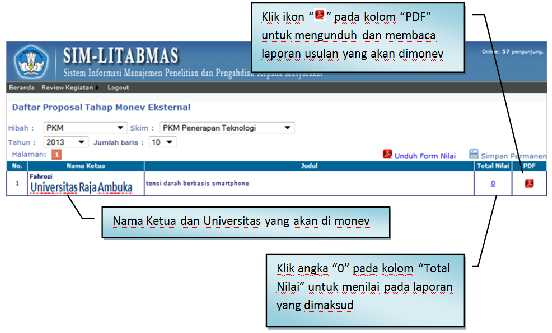 Klik ikon “ ” pada kolom “PDF”
untuk mengunduh dan membaca
laporan usulan yang akan dimonev
SIM-LITABMAS
Sistem Informasi Manajemen Penelitian dan Pengabdian
Online: 57 pengunjung.
Beranda Review Kegiatan Logout
Daftar Proposal Tahap Monev Eksternal
Hibah : PKM Skim : PKM Penerapan Teknologi
Tahun : 2013 Jumlah baris : 10
Halaman: 1 Unduh Form Nilai Simpan Permanen
No. Nama Ketua Judul Total Nilai PDF
1 Fahrozi
Universitas Raja Ambuka
tensi darah berbasis smartphone 0
Nama Ketua dan Universitas yang akan di money
Klik angka “0” pada kolom “Total
Nilai” untuk menilai pada laporan
yang dimaksud